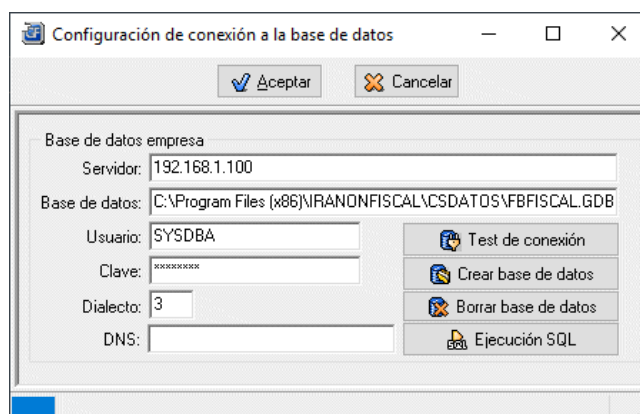 Configuración de conexión a la base de datos
Aceptar Cancelar
Base de datos empresa
Servidor: 192.168.1.100
Base de datos: C:\Program Files (x86)\IRANONFISCAL\CSDATOS\FBFISCAL.GDB
Usuario: SYSDBA
Test de conexión
Clave: ********
Crear base de datos
Dialecto: 3
Borrar base de datos
DNS:
Ejecución SQL